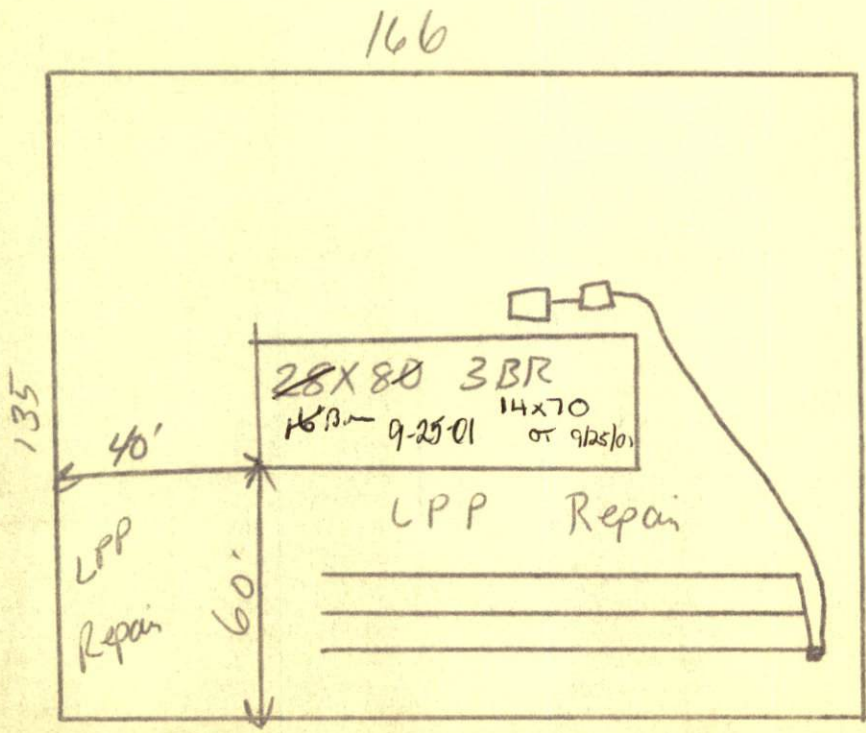 166
135
28X80 3BR
14x70
9-25-01
9/25/01
40'
LPP Repair
LPP
Repair
60'